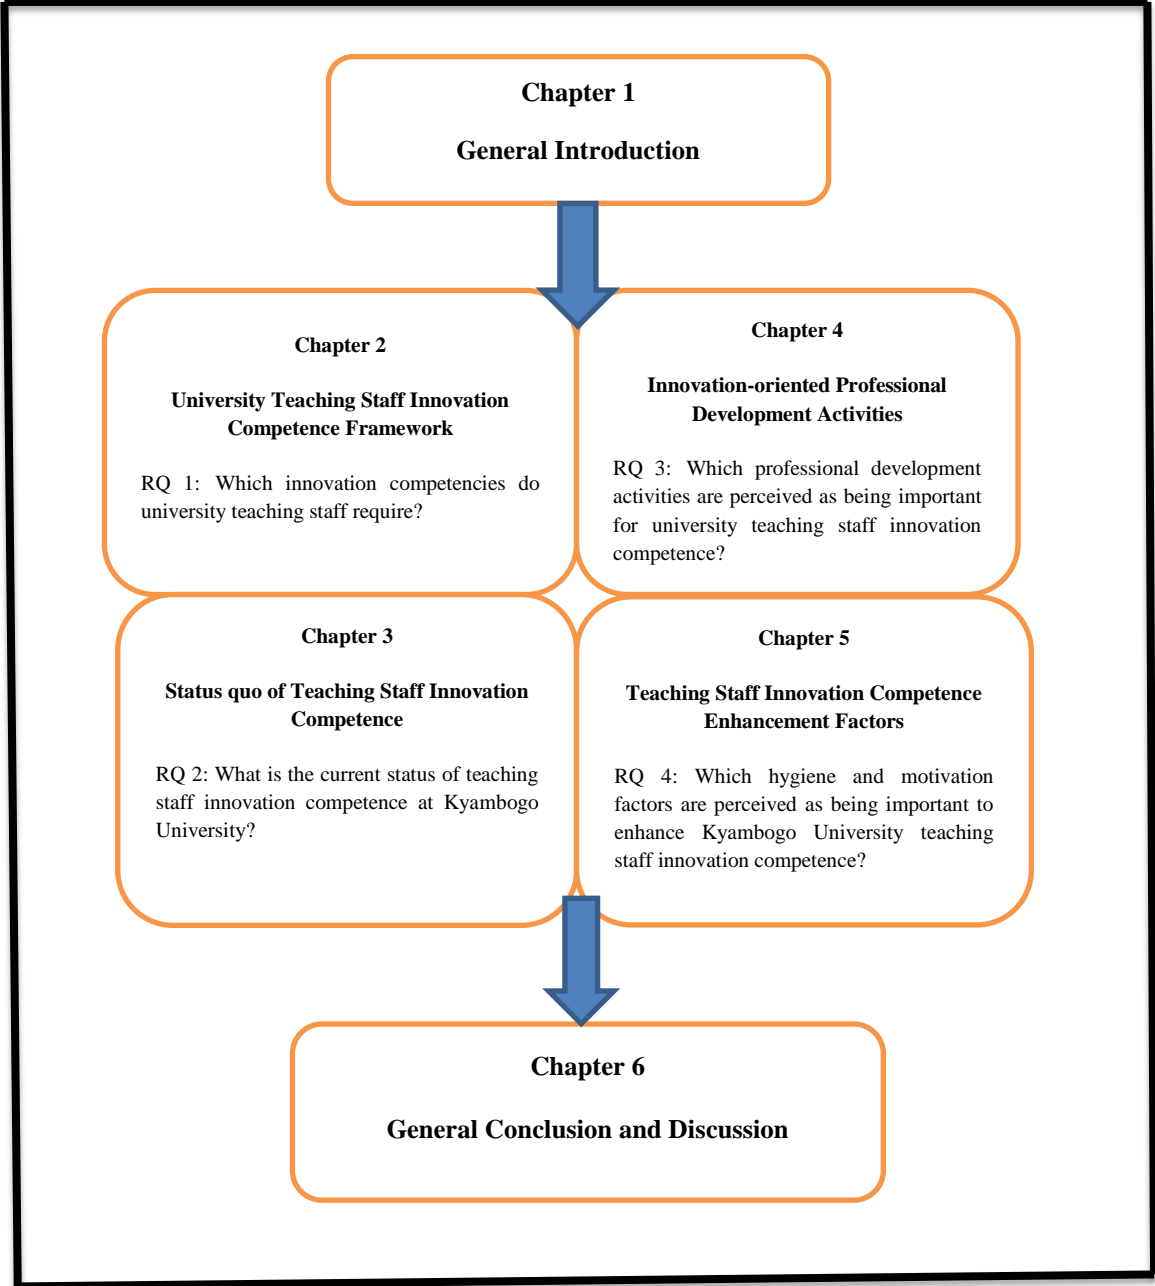 Chapter 1
General Introduction
Chapter 2
University Teaching Staff Innovation
Competence Framework
RQ 1: Which innovation competencies do
university teaching staff require?
Chapter 4
Innovation-oriented Professional
Development Activities
RQ 3: Which professional development
activities are perceived as being important
for university teaching staff innovation
competence?
Chapter 3
Status quo of Teaching Staff Innovation
Competence
RQ 2: What is the current status of teaching
staff innovation competence at Kyambogo
University?
Chapter 5
Teaching Staff Innovation Competence
Enhancement Factors
RQ 4: Which hygiene and motivation
factors are perceived as being important to
enhance Kyambogo University teaching
staff innovation competence?
Chapter 6
General Conclusion and Discussion